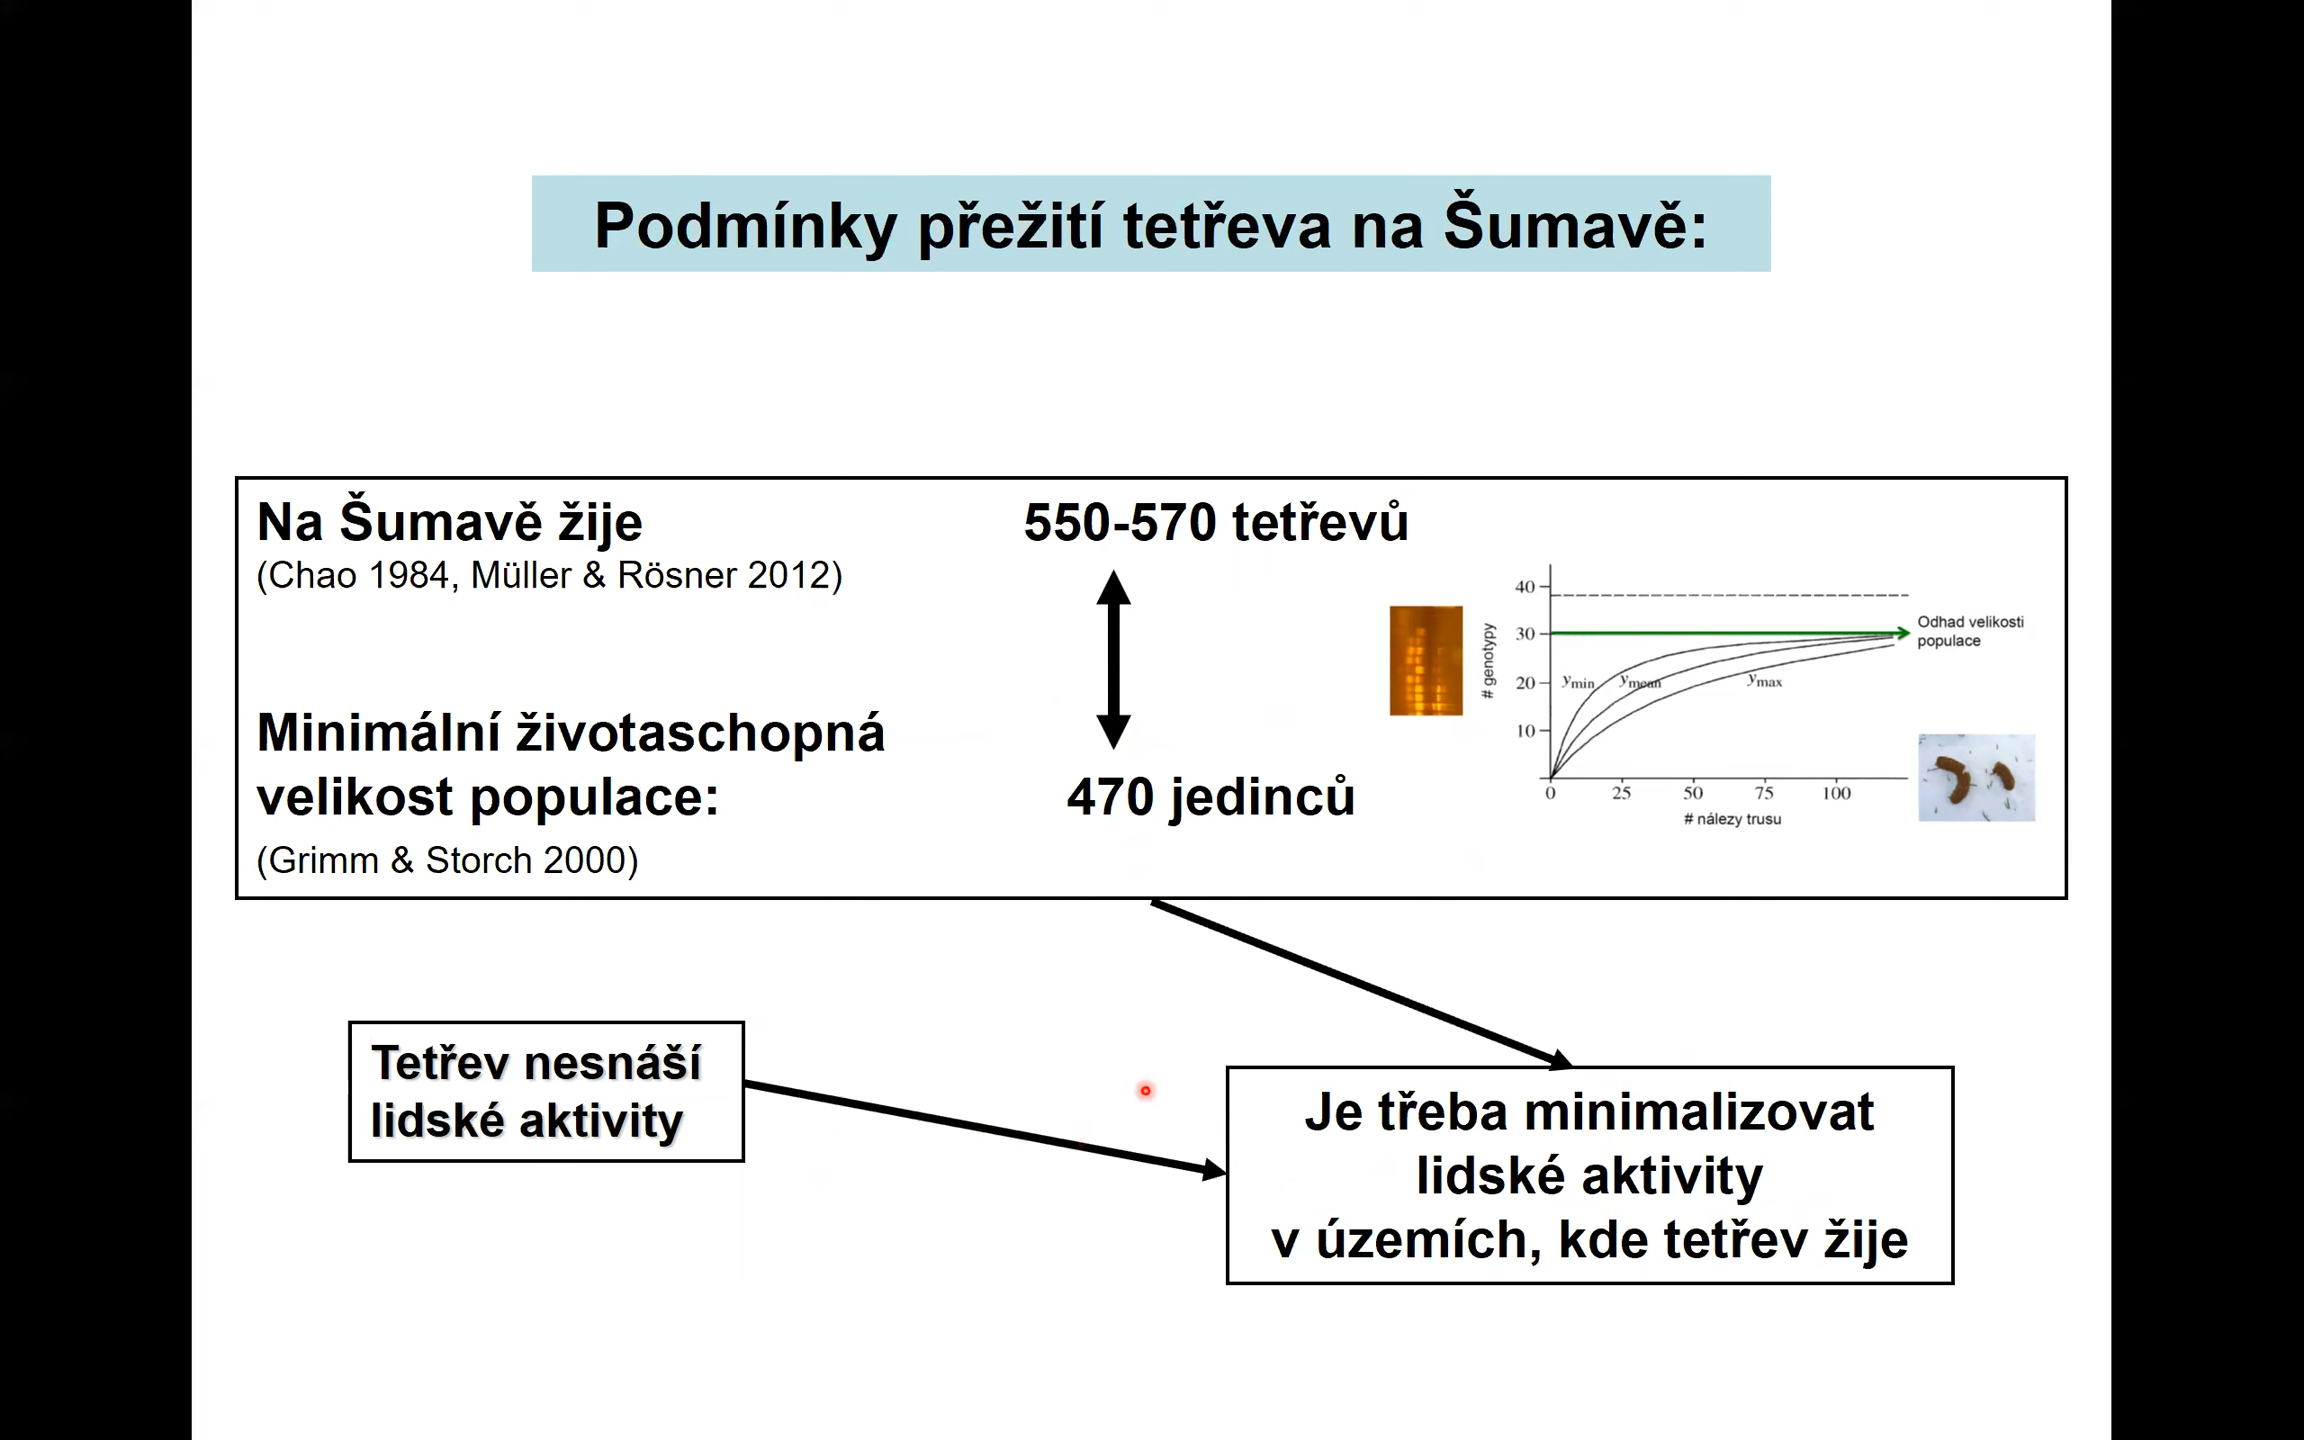 Podmínky přežití tetřeva na Šumavě:
Na Šumavě žije
550-570 tetřevů
(Chao 1984, Müller & Rösner 2012)
Minimální životaschopná
velikost populace:
470 jedinců
(Grimm & Storch 2000)
# genotypy
40
30
20
10
ymin
ymean
ymax
Odhad velikosti
populace
0 25 50 75 100
# nálezy trusu
Tetřev nesnáší
lidské aktivity
Je třeba minimalizovat
lidské aktivity
v územích, kde tetřev žije